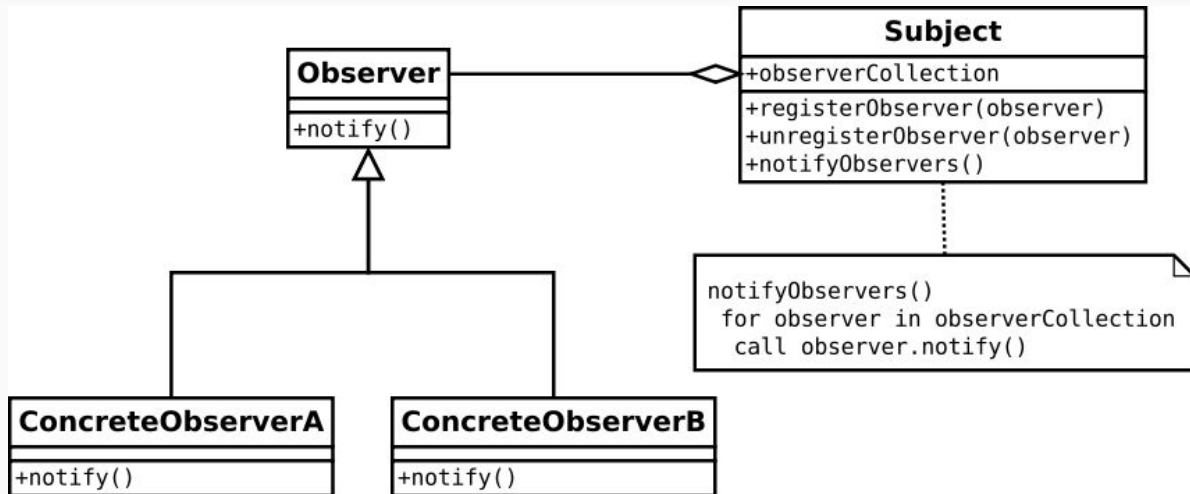 Observer
+notify()
Subject
+observerCollection
+registerObserver(observer)
+unregisterObserver(observer)
+notifyObservers()
notifyObservers()
for observer in observerCollection
call observer.notify()
ConcreteObserverA
+notify()
ConcreteObserverB
+notify()